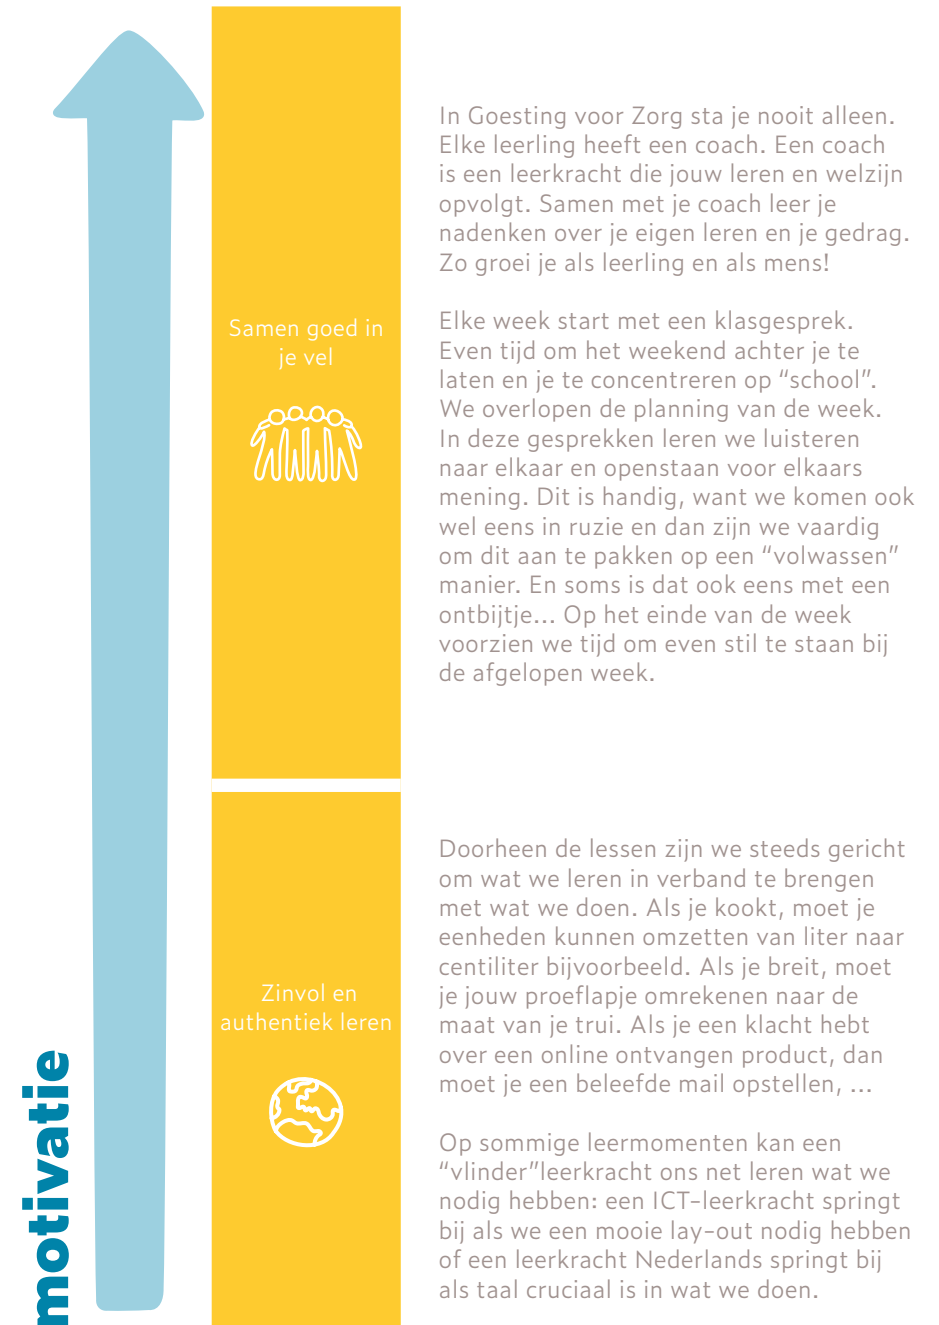 In Goesting voor Zorg sta je nooit alleen.
Elke leerling heeft een coach. Een coach
is een leerkracht die jouw leren en welzijn
opvolgt. Samen met je coach leer je
nadenken over je eigen leren en je gedrag.
Zo groei je als leerling en als mens!
Samen goed in
je vel
Elke week start met een klasgesprek.
Even tijd om het weekend achter je te
laten en je te concentreren op “school”.
We overlopen de planning van de week.
In deze gesprekken leren we luisteren
naar elkaar en openstaan voor elkaars
mening. Dit is handig, want we komen ook
wel eens in ruzie en dan zijn we vaardig
om dit aan te pakken op een “volwassen”
manier. En soms is dat ook eens met een
ontbijtje... Op het einde van de week
voorzien we tijd om even stil te staan bij
de afgelopen week.
Zinvol en
authentiek leren
Doorheen de lessen zijn we steeds gericht
om wat we leren in verband te brengen
met wat we doen. Als je kookt, moet je
eenheden kunnen omzetten van liter naar
centiliter bijvoorbeeld. Als je breit, moet
je jouw proeflapje omrekenen naar de
maat van je trui. Als je een klacht hebt
over een online ontvangen product, dan
moet je een beleefde mail opstellen, ...
Op sommige leermomenten kan een
“vlinder”leerkracht ons net leren wat we
nodig hebben: een ICT-leerkracht springt
bij als we een mooie lay-out nodig hebben
of een leerkracht Nederlands springt bij
als taal cruciaal is in wat we doen.
motivatie